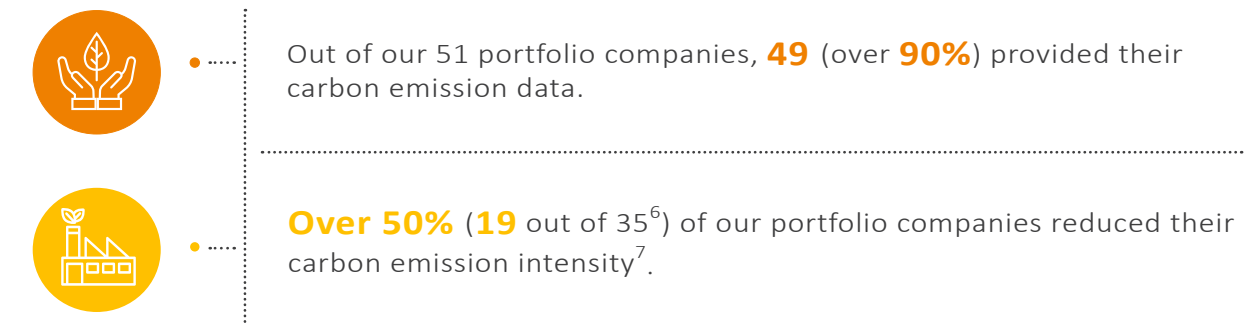 Out of our 51 portfolio companies, 49 (over 90%) provided their
carbon emission data.
Over 50% (19 out of 35⁶) of our portfolio companies reduced their
carbon emission intensity⁷.